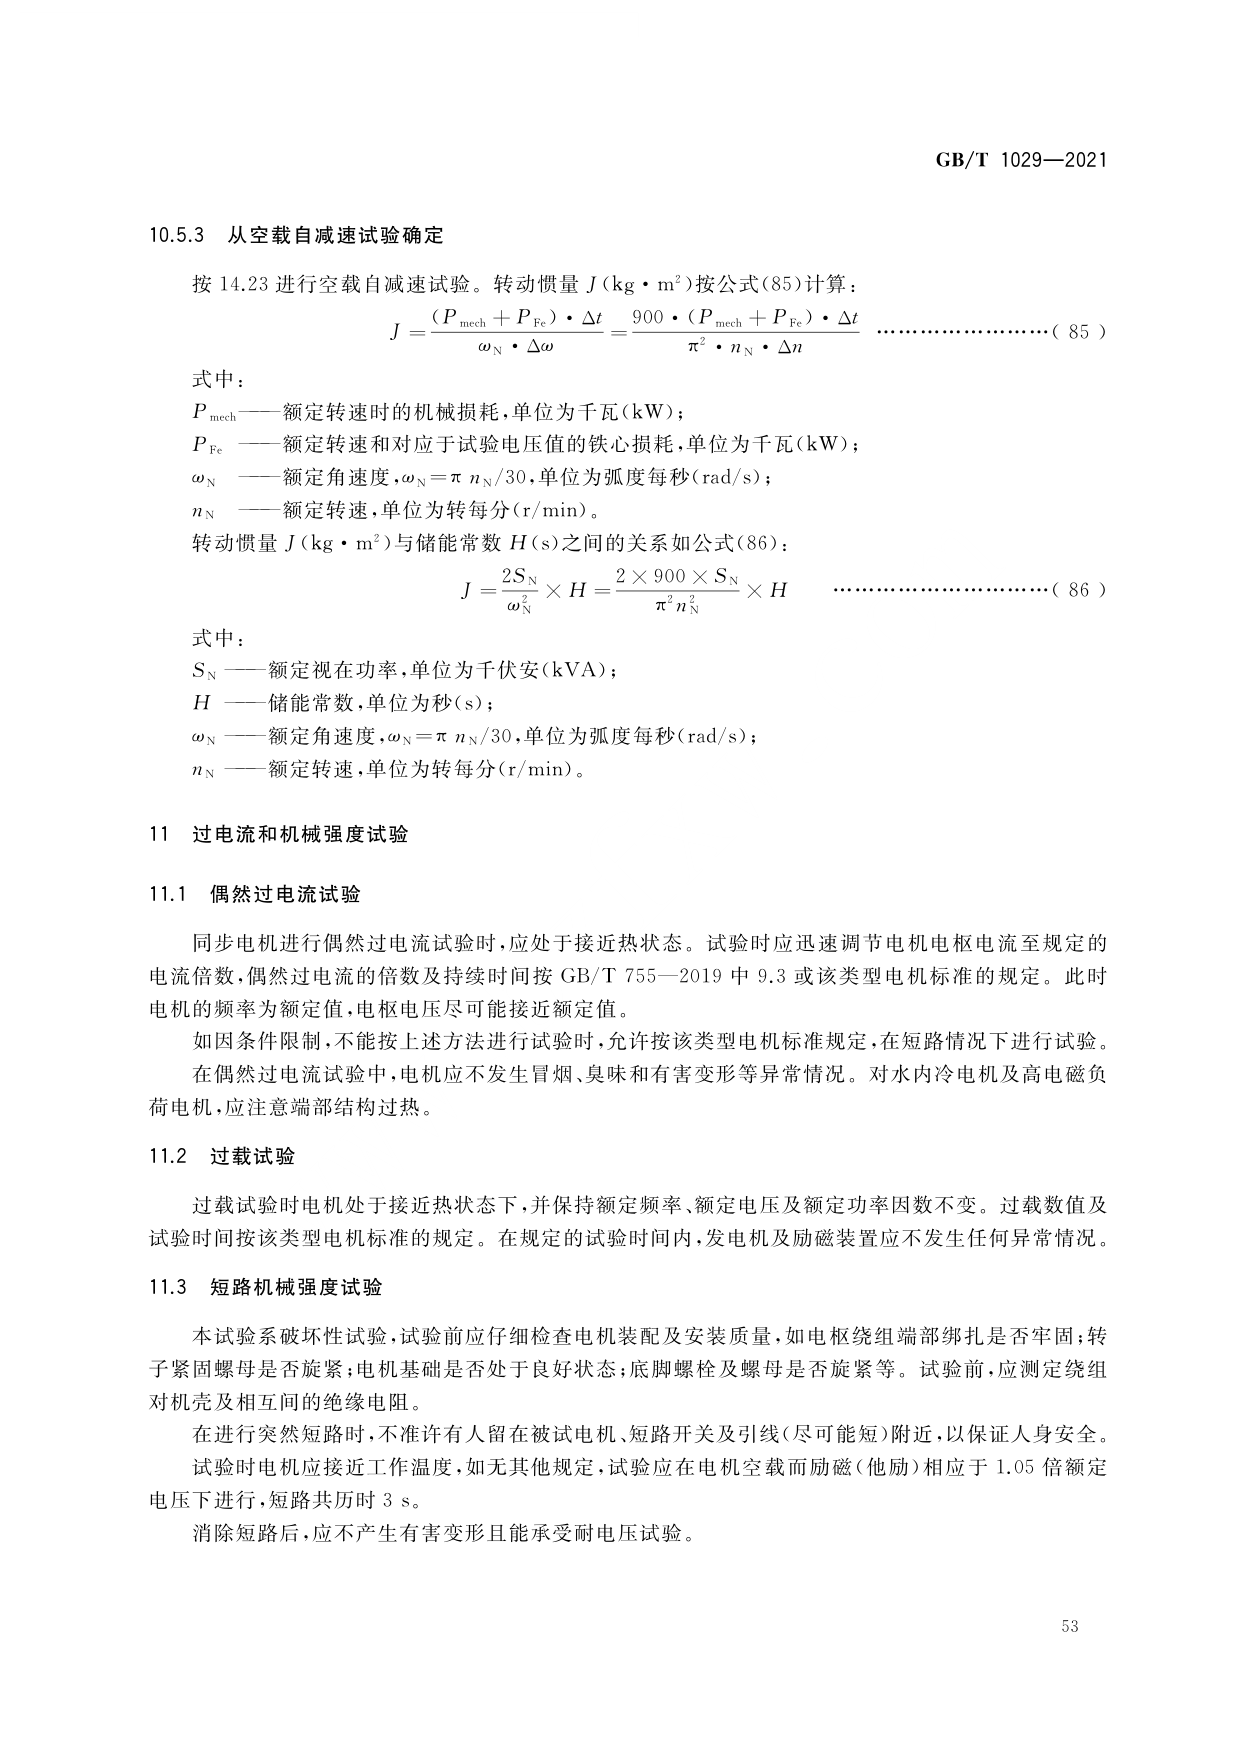 GB/T 1029—2021
10.5.3 从空载自减速试验确定
按 14.23 进行空载自减速试验。转动惯量 J(kg·m²)按公式(85)计算:
J = (P_mech + P_Fe)·Δt / (ω_N·Δω) = 900·(P_mech + P_Fe)·Δt / (π²·n_N·Δn) ……………………( 85 )
式中:
P_mech——额定转速时的机械损耗,单位为千瓦(kW);
P_Fe ——额定转速和对应于试验电压值的铁心损耗,单位为千瓦(kW);
ω_N ——额定角速度,ω_N=π n_N/30,单位为弧度每秒(rad/s);
n_N ——额定转速,单位为转每分(r/min)。
转动惯量 J(kg·m²)与储能常数 H(s)之间的关系如公式(86):
J = 2S_N / ω_N² × H = 2×900×S_N / π²n_N² × H …………………………( 86 )
式中:
S_N ——额定视在功率,单位为千伏安(kVA);
H ——储能常数,单位为秒(s);
ω_N ——额定角速度,ω_N=π n_N/30,单位为弧度每秒(rad/s);
n_N ——额定转速,单位为转每分(r/min)。
11 过电流和机械强度试验
11.1 偶然过电流试验
同步电机进行偶然过电流试验时,应处于接近热状态。试验时应迅速调节电机电枢电流至规定的
电流倍数,偶然过电流的倍数及持续时间按 GB/T 755—2019 中 9.3 或该类型电机标准的规定。此时
电机的频率为额定值,电枢电压尽可能接近额定值。
如因条件限制,不能按上述方法进行试验时,允许按该类型电机标准规定,在短路情况下进行试验。
在偶然过电流试验中,电机应不发生冒烟、臭味和有害变形等异常情况。对水内冷电机及高电磁负
荷电机,应注意端部结构过热。
11.2 过载试验
过载试验时电机处于接近热状态下,并保持额定频率、额定电压及额定功率因数不变。过载数值及
试验时间按该类型电机标准的规定。在规定的试验时间内,发电机及励磁装置应不发生任何异常情况。
11.3 短路机械强度试验
本试验系破坏性试验,试验前应仔细检查电机装配及安装质量,如电枢绕组端部绑扎是否牢固;转
子紧固螺母是否旋紧;电机基础是否处于良好状态;底脚螺栓及螺母是否旋紧等。试验前,应测定绕组
对机壳及相互间的绝缘电阻。
在进行突然短路时,不准许有人留在被试电机、短路开关及引线(尽可能短)附近,以保证人身安全。
试验时电机应接近工作温度,如无其他规定,试验应在电机空载而励磁(他励)相应于 1.05 倍额定
电压下进行,短路共历时 3 s。
消除短路后,应不产生有害变形且能承受耐电压试验。
53